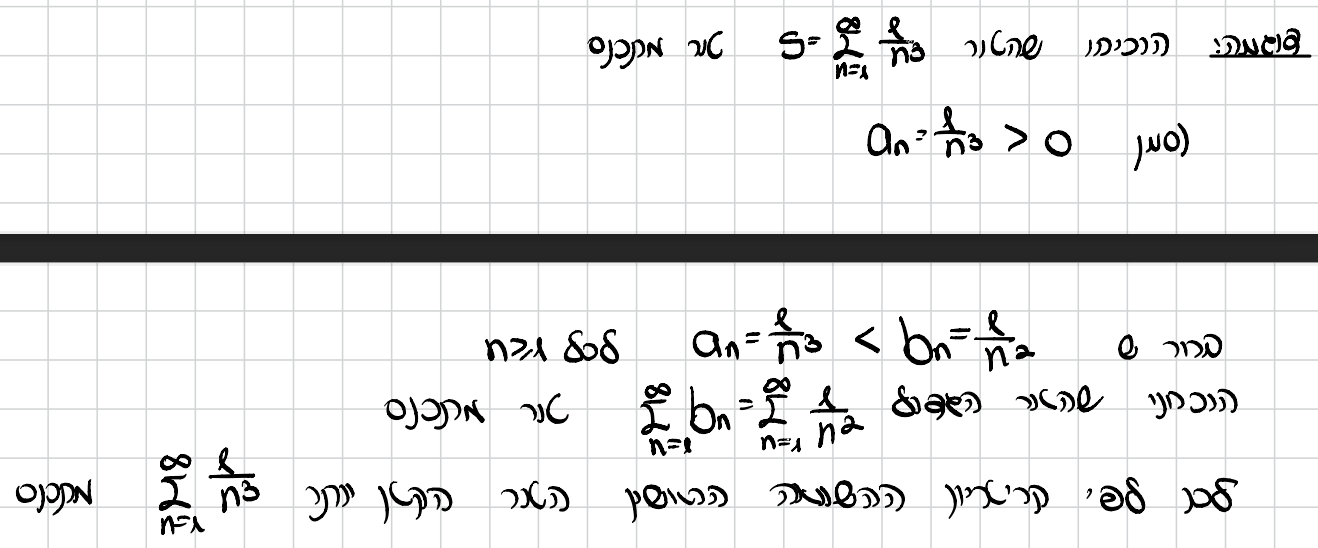 דוגמה: הוכיחו שהטור S = \sum_{n=1}^{\infty} \frac{1}{n^3} טור מתכנס
נסמן a_n = \frac{1}{n^3} > 0
ברור ש a_n = \frac{1}{n^3} < b_n = \frac{1}{n^2} לכל n ≥ 1
הוכחנו שהטור הגדול \sum_{n=1}^{\infty} b_n = \sum_{n=1}^{\infty} \frac{1}{n^2} טור מתכנס
לכן לפי קריטריון ההשוואה הראשון הטור הקטן יותר \sum_{n=1}^{\infty} \frac{1}{n^3} מתכנס